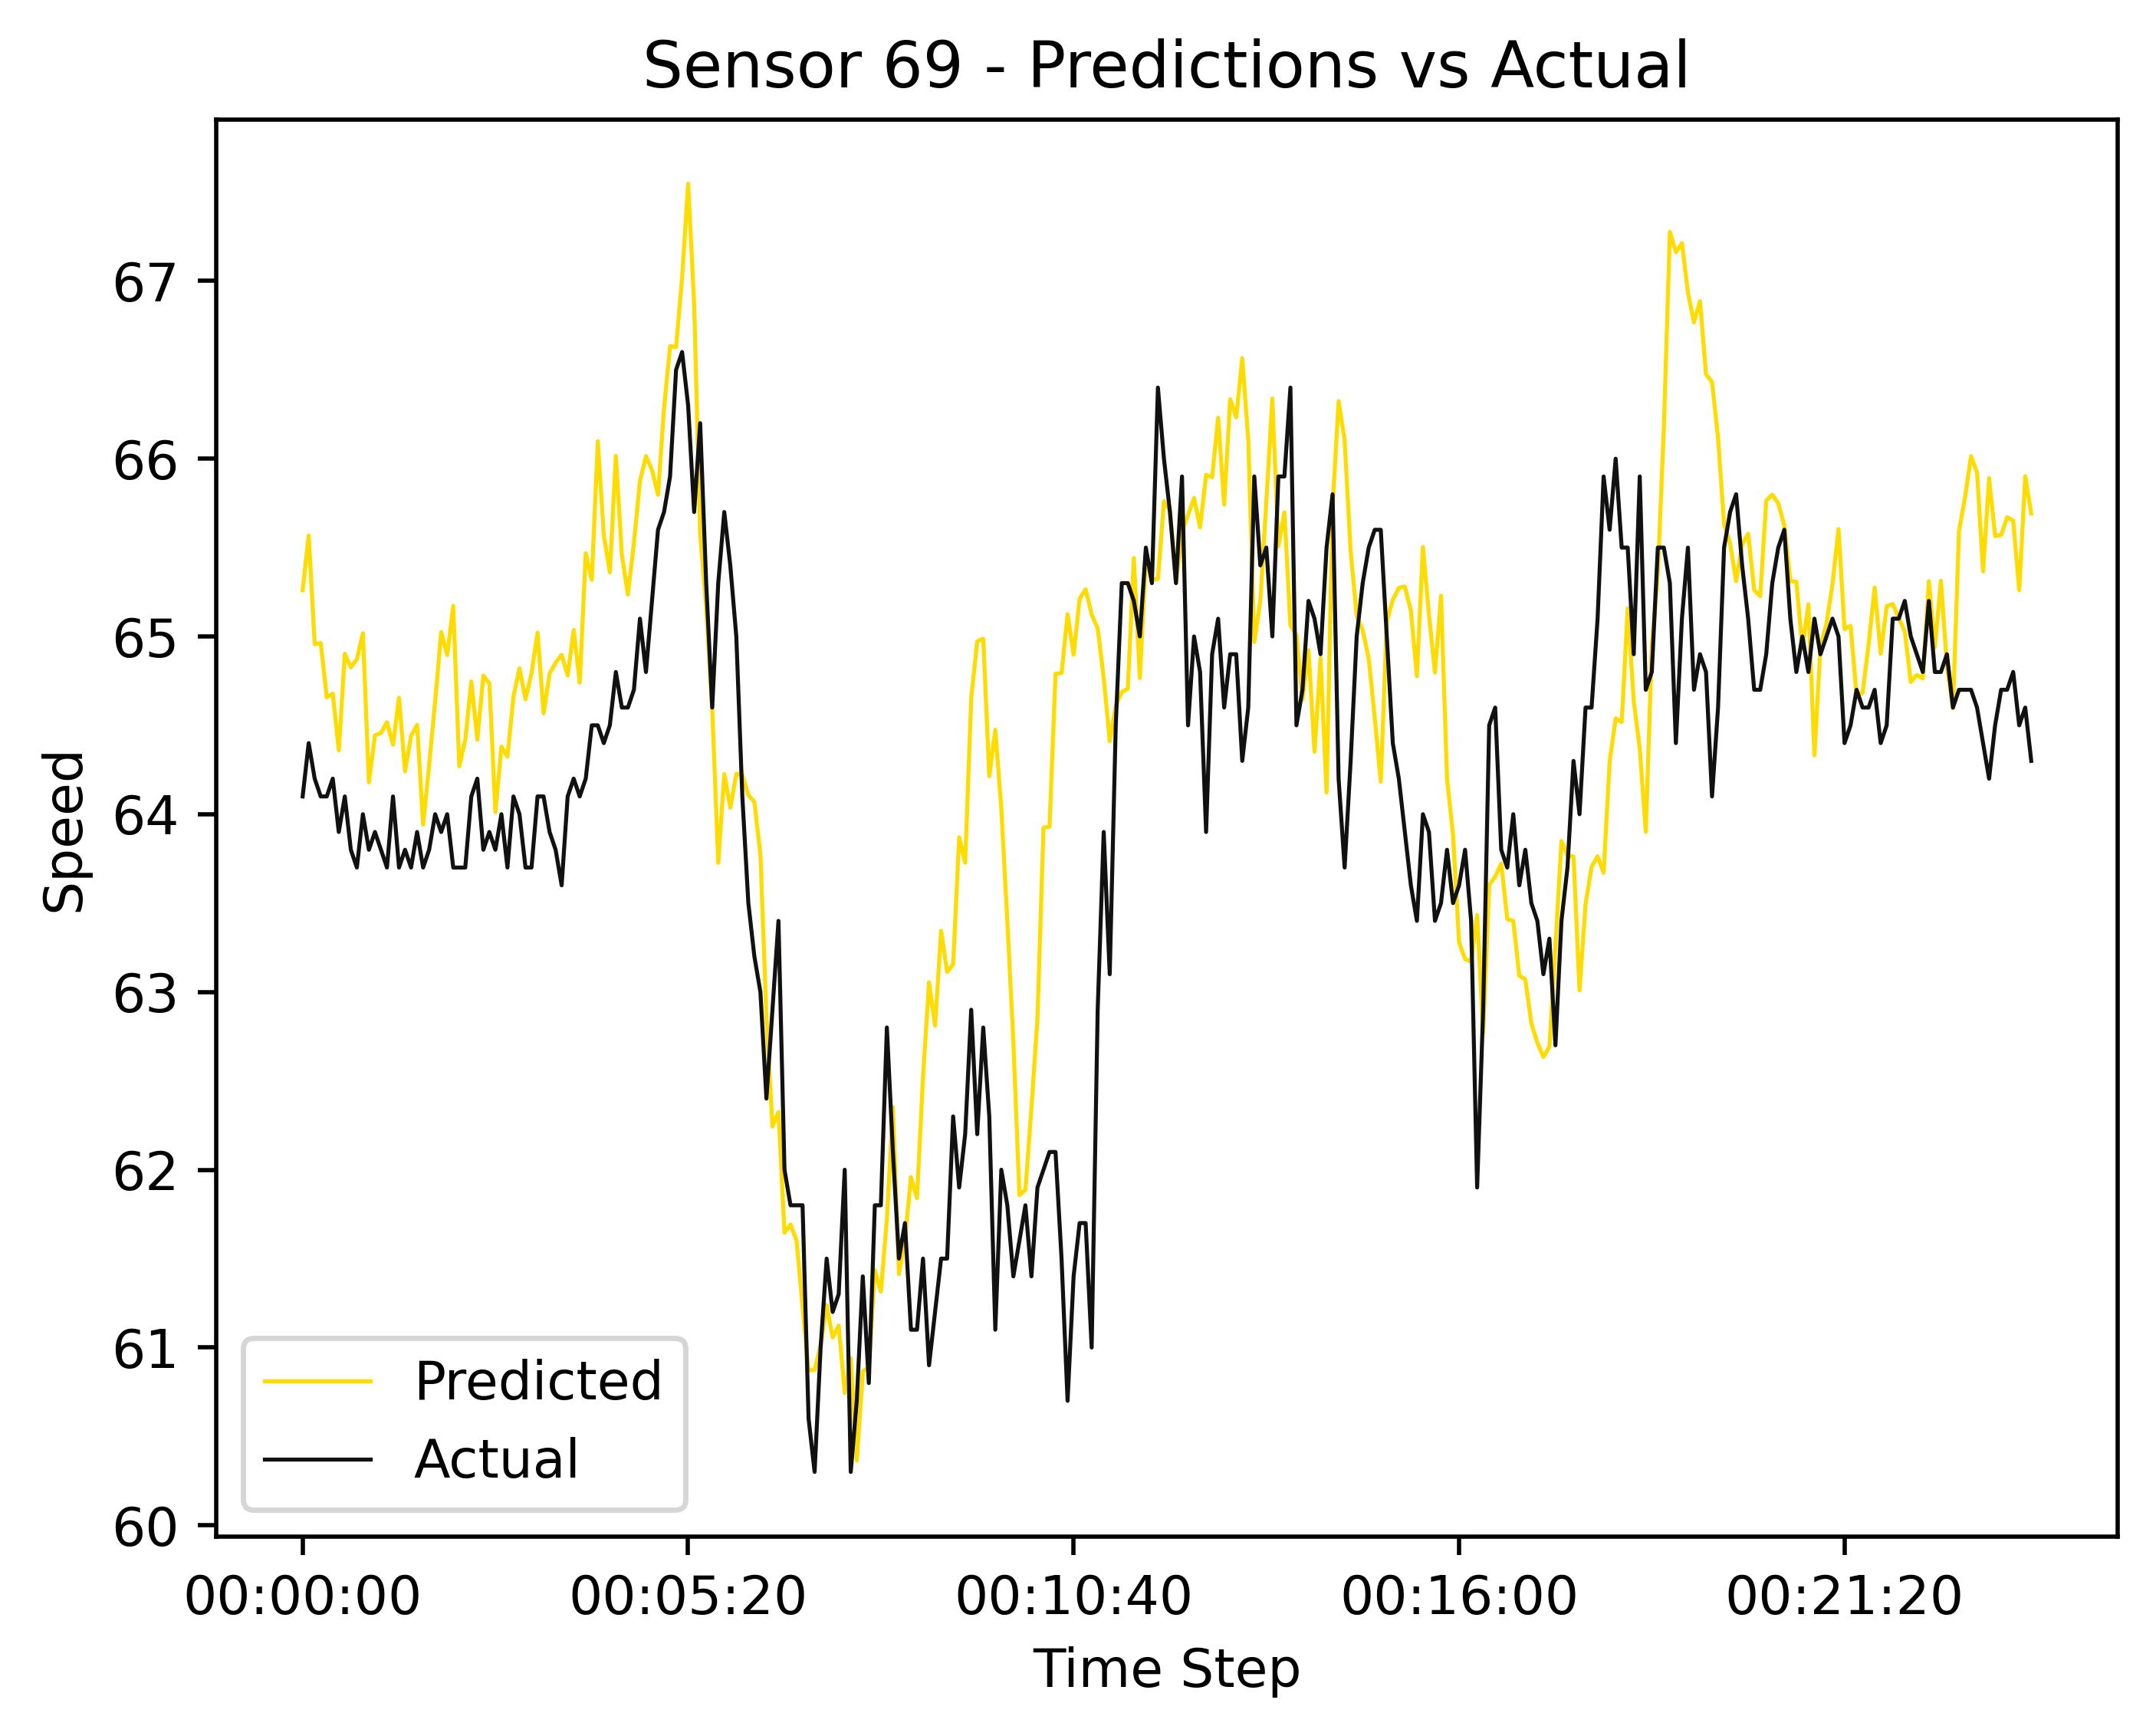 Sensor 69 - Predictions vs Actual
67
66
65
64
63
62
61
60
Speed
Predicted
Actual
00:00:00 00:05:20 00:10:40 00:16:00 00:21:20
Time Step